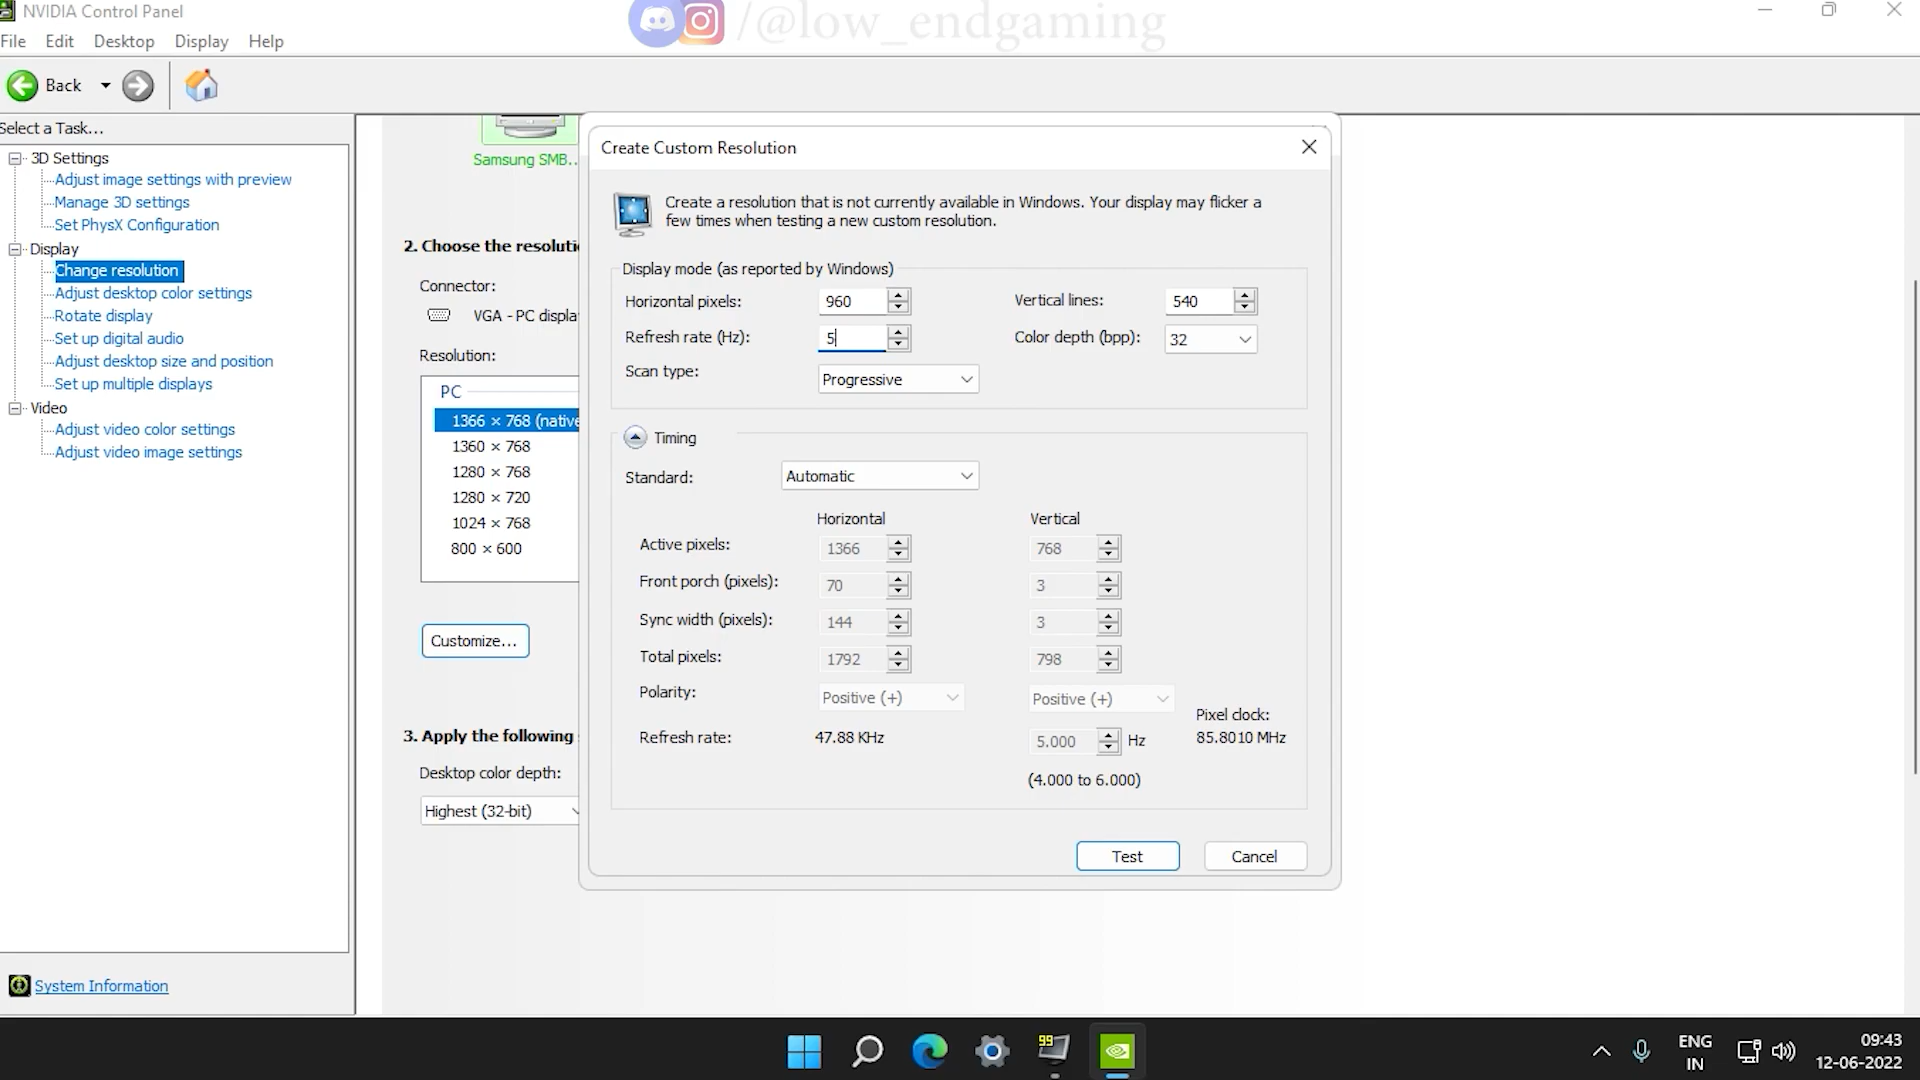 NVIDIA Control Panel
/@low_endgaming
File Edit Desktop Display Help
Back
Select a Task...
3D Settings
Adjust image settings with preview
Manage 3D settings
Set PhysX Configuration
Display
Change resolution
Adjust desktop color settings
Rotate display
Set up digital audio
Adjust desktop size and position
Set up multiple displays
Video
Adjust video color settings
Adjust video image settings
System Information
Samsung SMB..
2. Choose the resoluti
Connector:
VGA - PC displa
Resolution:
PC
1366 × 768 (native
1360 × 768
1280 × 768
1280 × 720
1024 × 768
800 × 600
Customize...
3. Apply the following
Desktop color depth:
Highest (32-bit)
Create Custom Resolution
Create a resolution that is not currently available in Windows. Your display may flicker a
few times when testing a new custom resolution.
Display mode (as reported by Windows)
Horizontal pixels: 960 Vertical lines: 540
Refresh rate (Hz): 5 Color depth (bpp): 32
Scan type: Progressive
Timing
Standard: Automatic
Horizontal Vertical
Active pixels: 1366 768
Front porch (pixels): 70 3
Sync width (pixels): 144 3
Total pixels: 1792 798
Polarity: Positive (+) Positive (+)
Pixel clock:
Refresh rate: 47.88 KHz 5.000 Hz 85.8010 MHz
(4.000 to 6.000)
Test Cancel
99
ENG
IN
09:43
12-06-2022